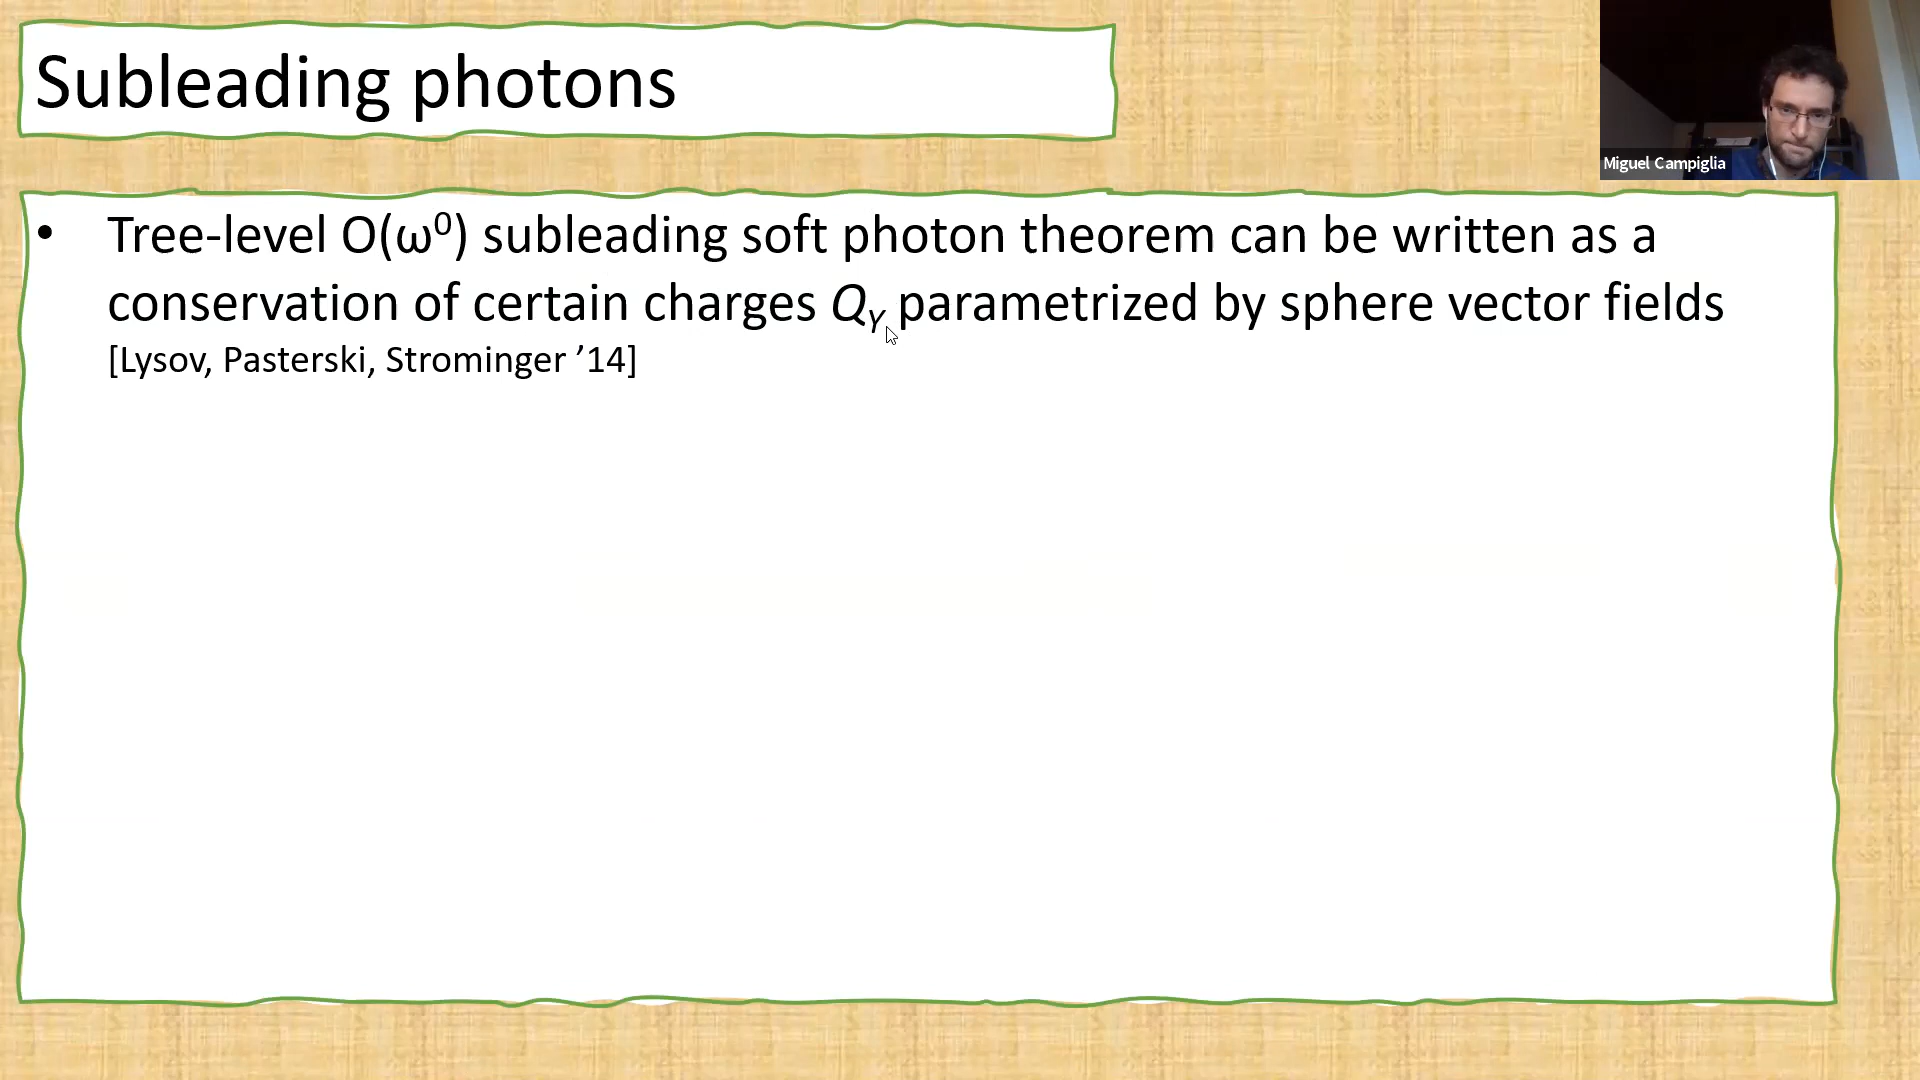 Subleading photons
Miguel Campiglia
• Tree-level O(ω⁰) subleading soft photon theorem can be written as a
conservation of certain charges Q_Y parametrized by sphere vector fields
[Lysov, Pasterski, Strominger ’14]